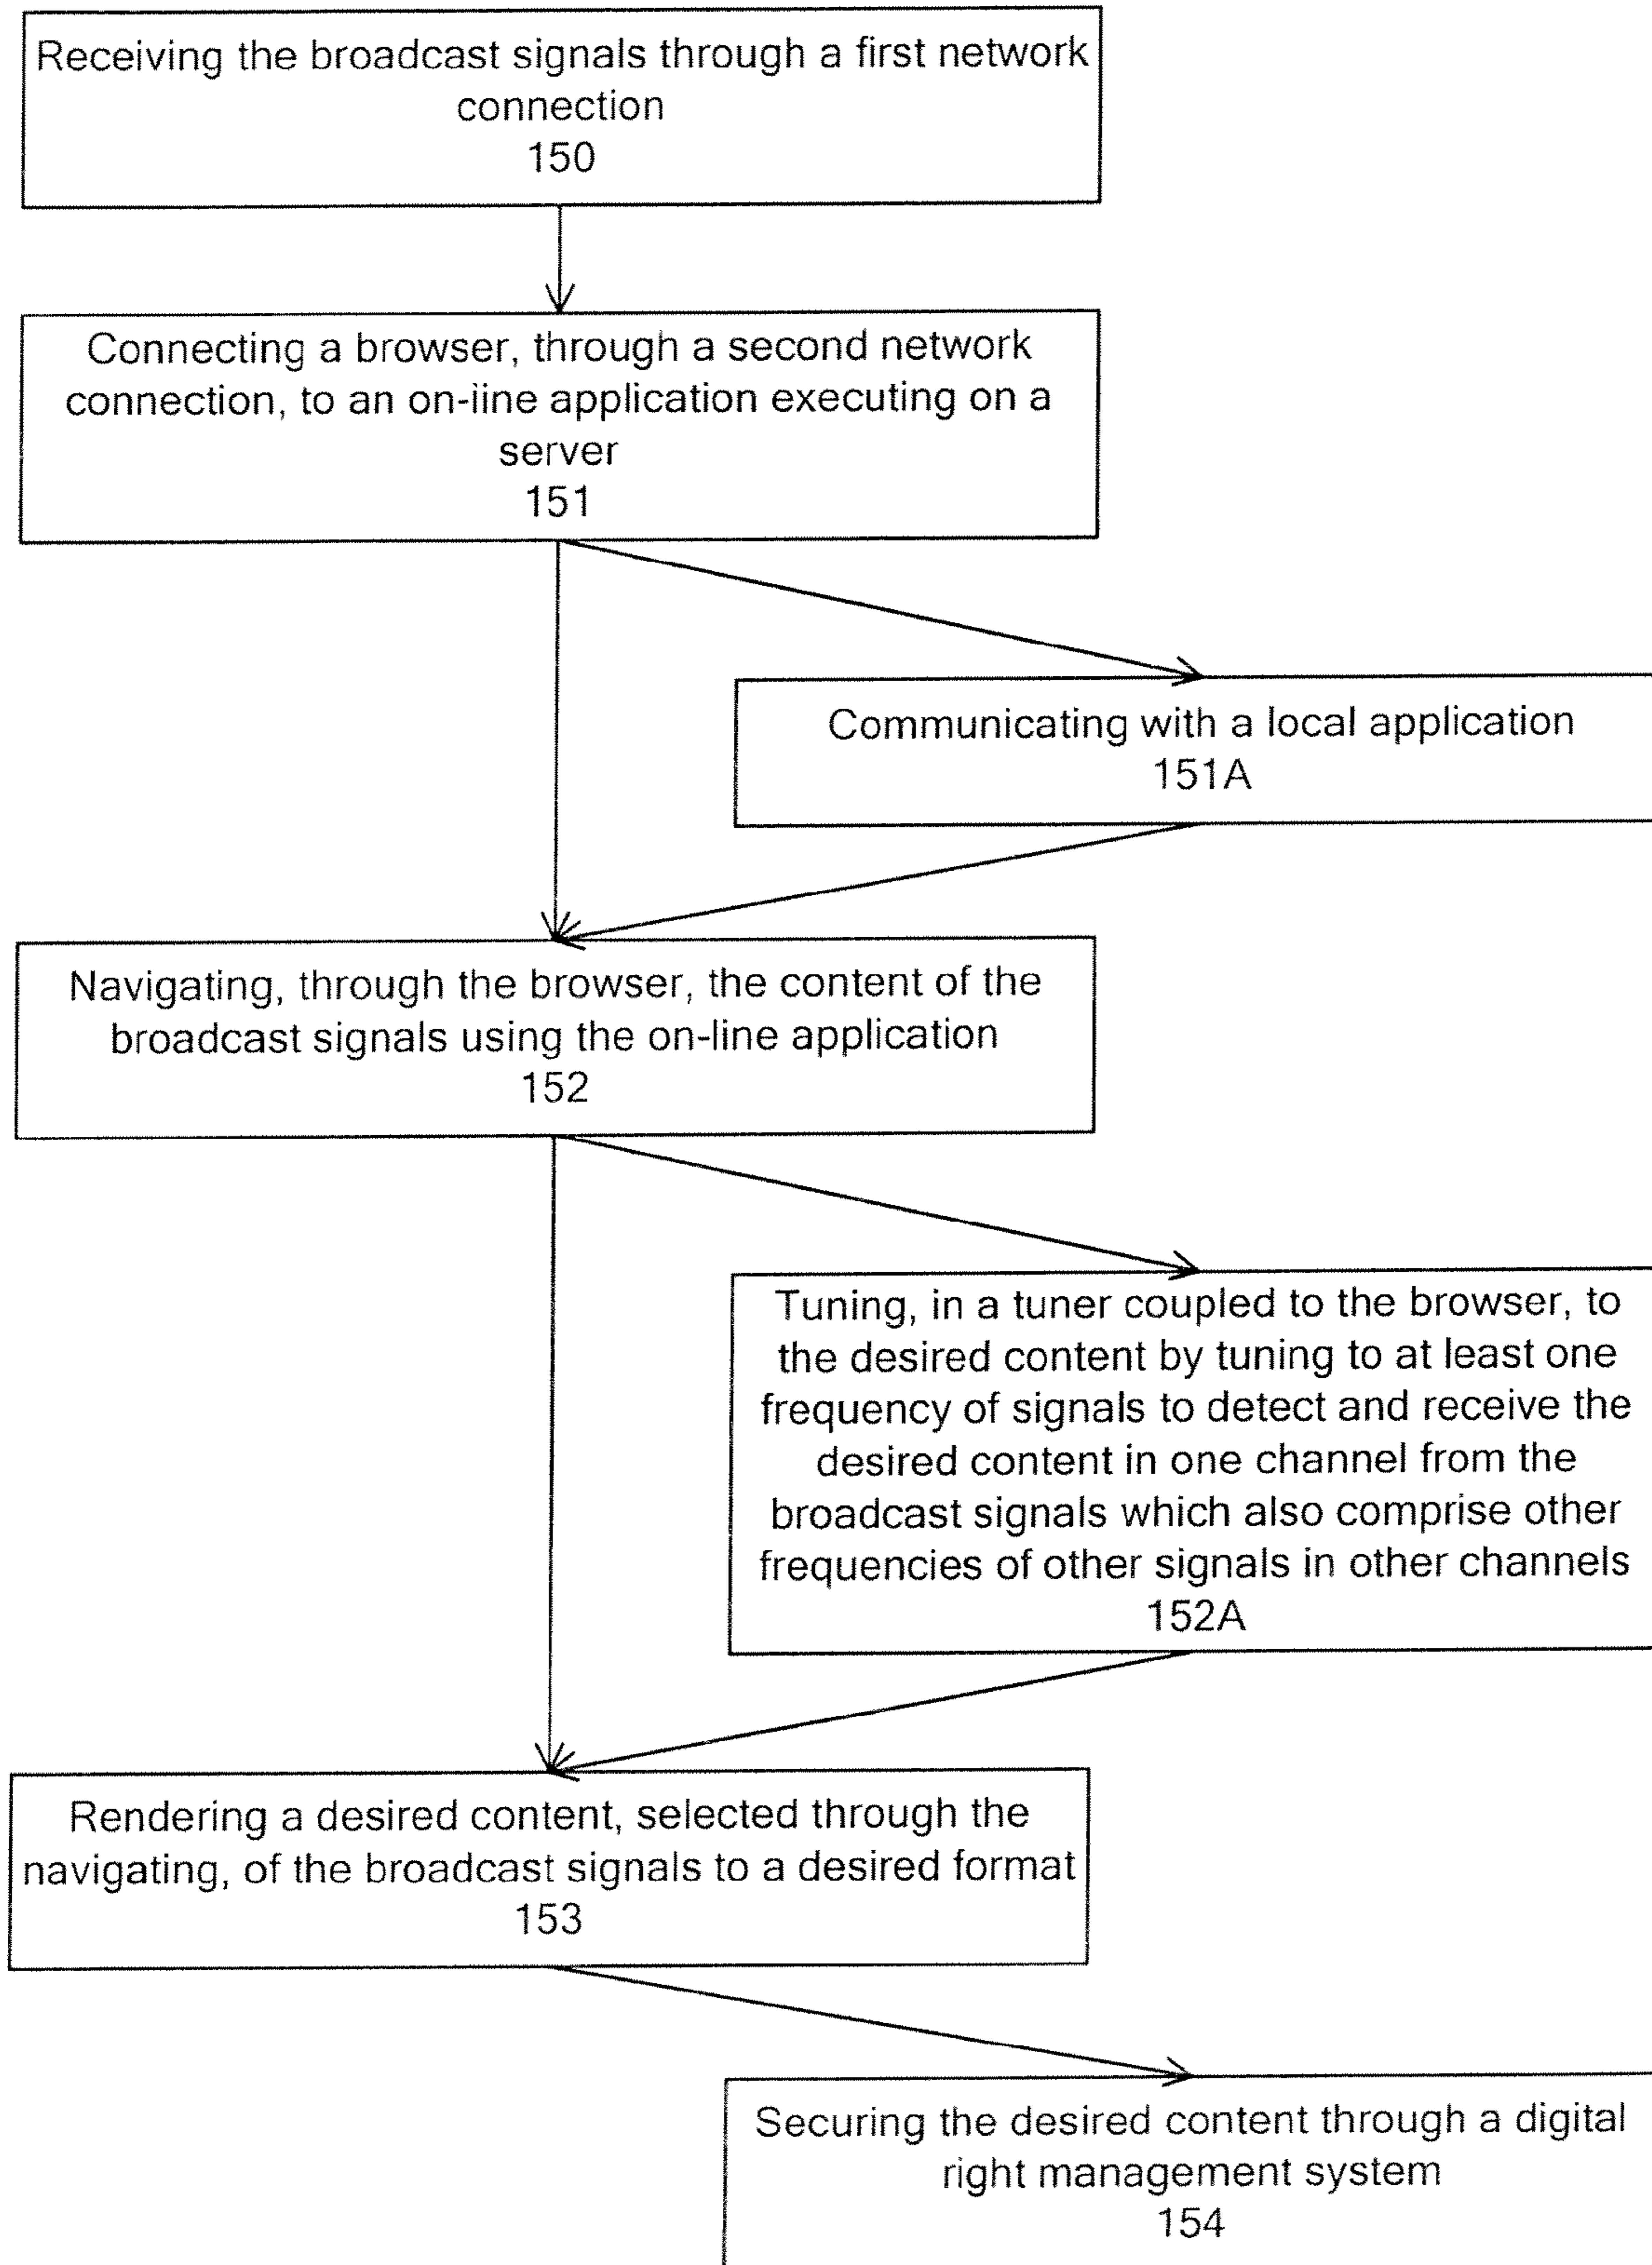 Receiving the broadcast signals through a first network
connection
150
Connecting a browser, through a second network
connection, to an on-line application executing on a
server
151
Communicating with a local application
151A
Navigating, through the browser, the content of the
broadcast signals using the on-line application
152
Tuning, in a tuner coupled to the browser, to
the desired content by tuning to at least one
frequency of signals to detect and receive the
desired content in one channel from the
broadcast signals which also comprise other
frequencies of other signals in other channels
152A
Rendering a desired content, selected through the
navigating, of the broadcast signals to a desired format
153
Securing the desired content through a digital
right management system
154